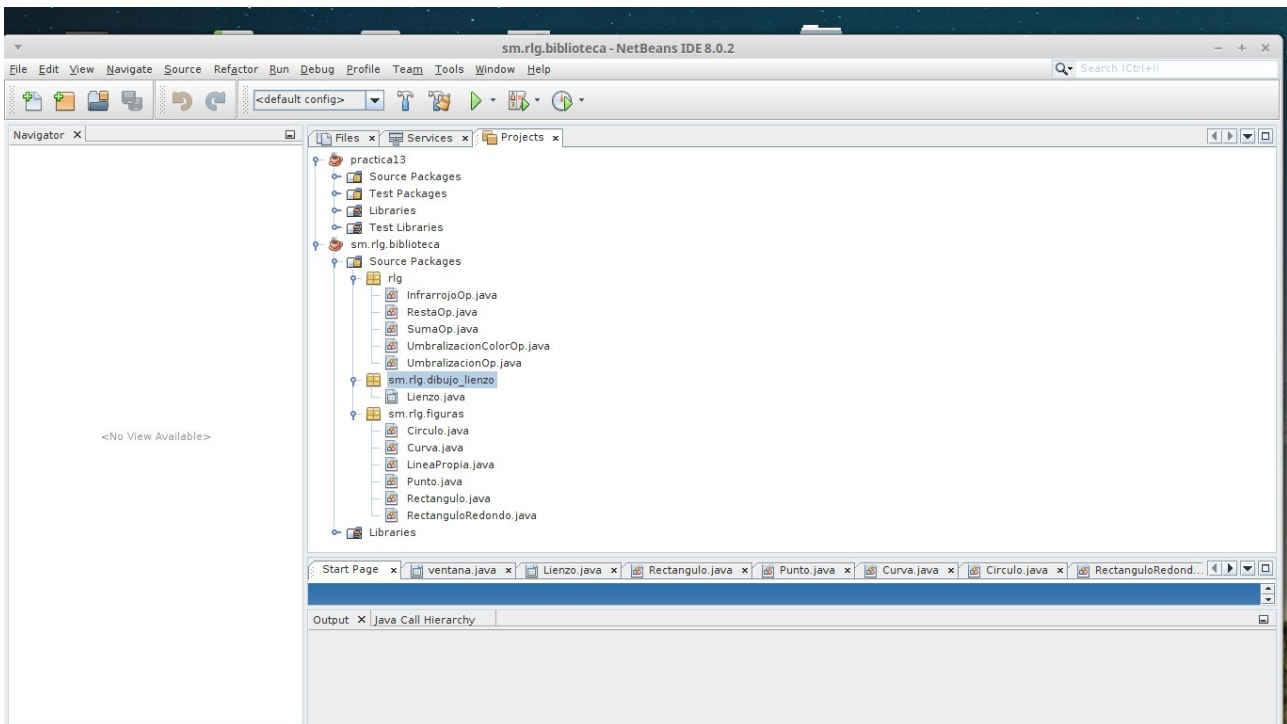 sm.rlg.biblioteca - NetBeans IDE 8.0.2
File Edit View Navigate Source Refactor Run Debug Profile Team Tools Window Help
Search (Ctrl+I)
<default config>
Navigator
Files Services Projects
practica13
Source Packages
Test Packages
Libraries
Test Libraries
sm.rlg.biblioteca
Source Packages
rlg
InfrarrojoOp.java
RestaOp.java
SumaOp.java
UmbralizacionColorOp.java
UmbralizacionOp.java
sm.rlg.dibujo_lienzo
Lienzo.java
sm.rlg.figuras
Circulo.java
<No View Available>
Curva.java
LineaPropia.java
Punto.java
Rectangulo.java
RectanguloRedondo.java
Libraries
Start Page ventana.java Lienzo.java Rectangulo.java Punto.java Curva.java Circulo.java RectanguloRedond...
Output Java Call Hierarchy